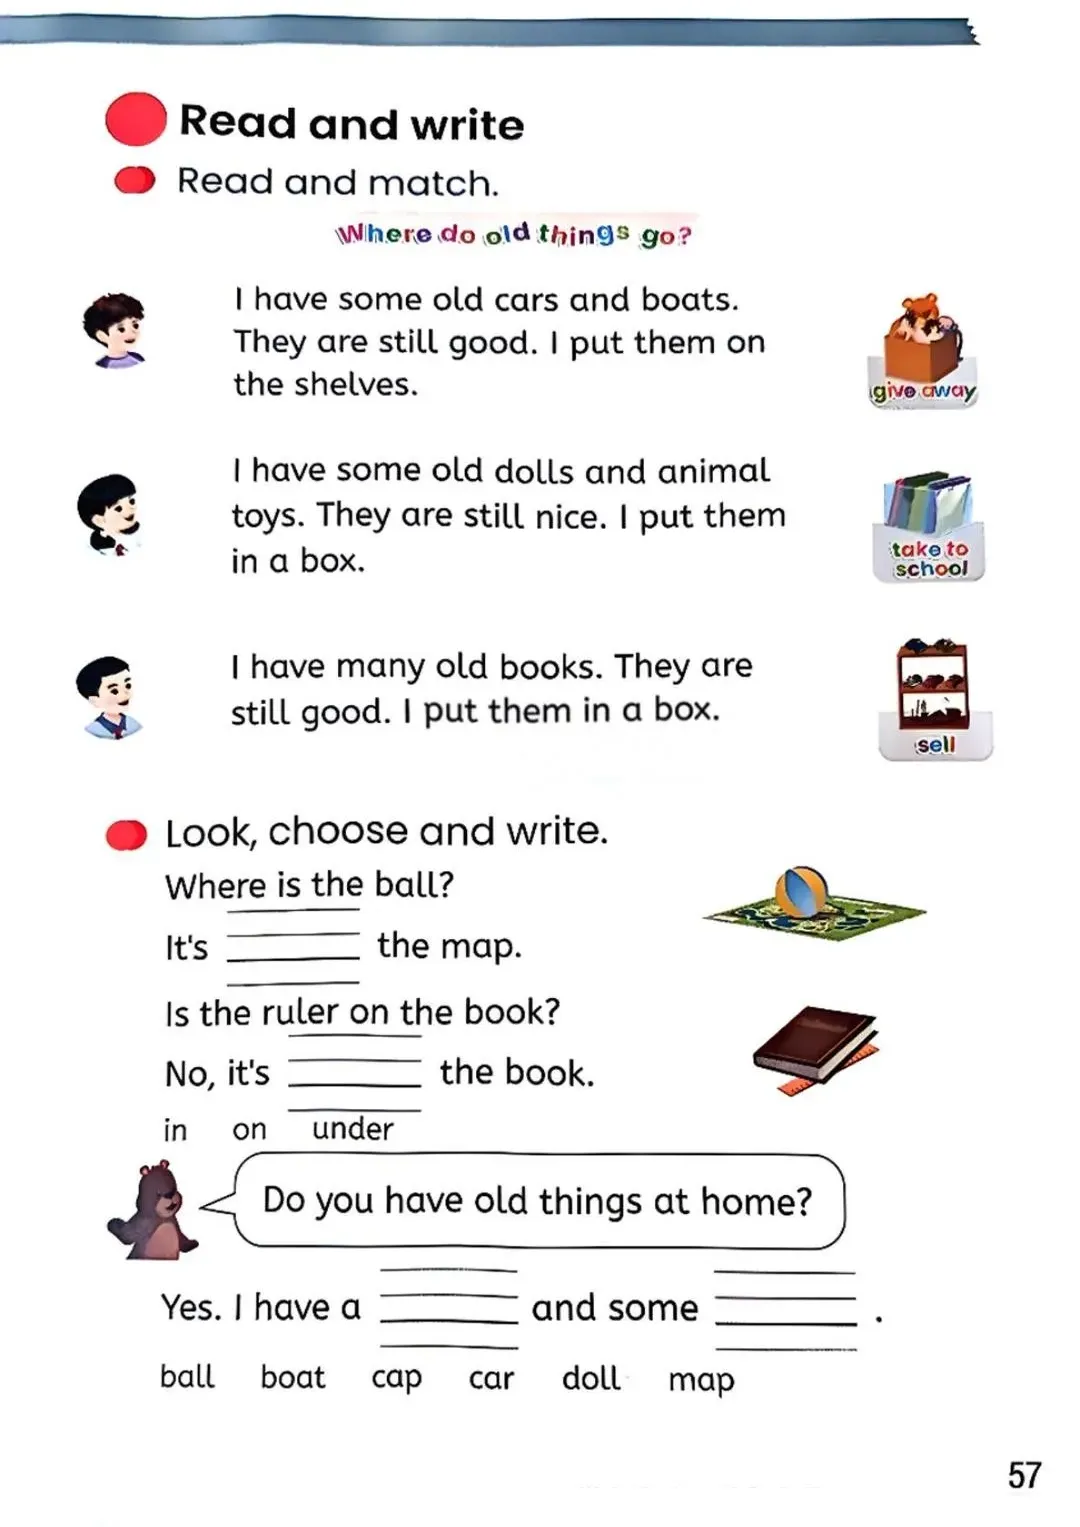 Read and write
Read and match.
Where do old things go?
I have some old cars and boats.
They are still good. I put them on
the shelves.
give away
I have some old dolls and animal
toys. They are still nice. I put them
in a box.
take to
school
I have many old books. They are
still good. I put them in a box.
sell
Look, choose and write.
Where is the ball?
It's the map.
Is the ruler on the book?
No, it's the book.
in on under
Do you have old things at home?
Yes. I have a and some .
ball boat cap car doll map
57